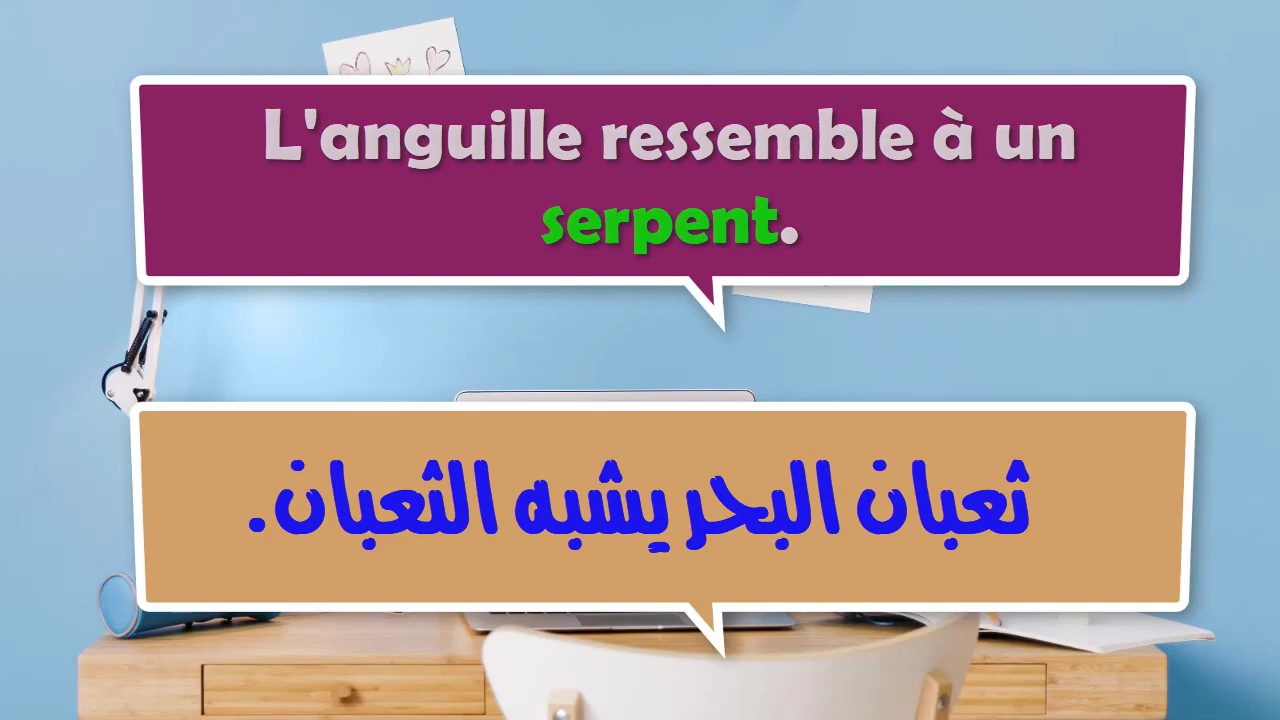 L'anguille ressemble à un
serpent.
ثعبان البحر يشبه الثعبان.